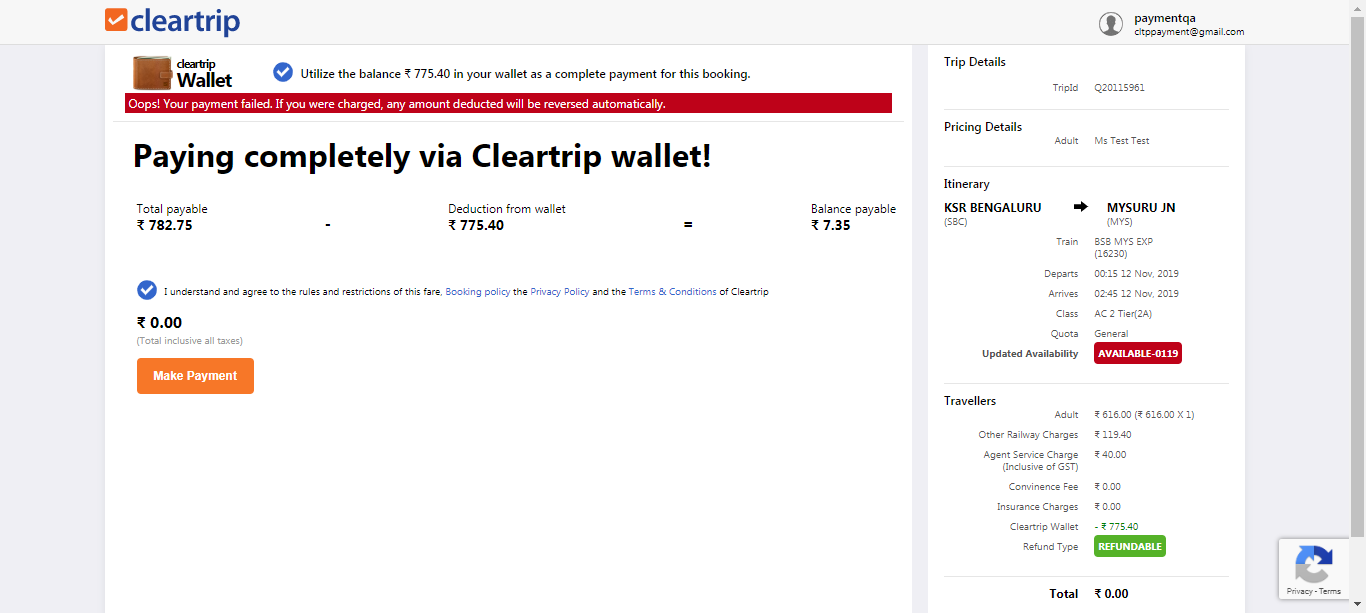 cleartrip
paymentqa
cltppayment@gmail.com
cleartrip
Wallet
Utilize the balance ₹ 775.40 in your wallet as a complete payment for this booking.
Oops! Your payment failed. If you were charged, any amount deducted will be reversed automatically.
Paying completely via Cleartrip wallet!
Total payable
₹ 782.75
-
Deduction from wallet
₹ 775.40
=
Balance payable
₹ 7.35
I understand and agree to the rules and restrictions of this fare, Booking policy the Privacy Policy and the Terms & Conditions of Cleartrip
₹ 0.00
(Total inclusive all taxes)
Make Payment
Trip Details
TripId Q20115961
Pricing Details
Adult Ms Test Test
Itinerary
KSR BENGALURU MYSURU JN
(SBC) (MYS)
Train BSB MYS EXP
(16230)
Departs 00:15 12 Nov, 2019
Arrives 02:45 12 Nov, 2019
Class AC 2 Tier(2A)
Quota General
Updated Availability AVAILABLE-0119
Travellers
Adult ₹ 616.00 (₹ 616.00 X 1)
Other Railway Charges ₹ 119.40
Agent Service Charge ₹ 40.00
(Inclusive of GST)
Convinence Fee ₹ 0.00
Insurance Charges ₹ 0.00
Cleartrip Wallet - ₹ 775.40
Refund Type REFUNDABLE
Total ₹ 0.00
Privacy - Terms